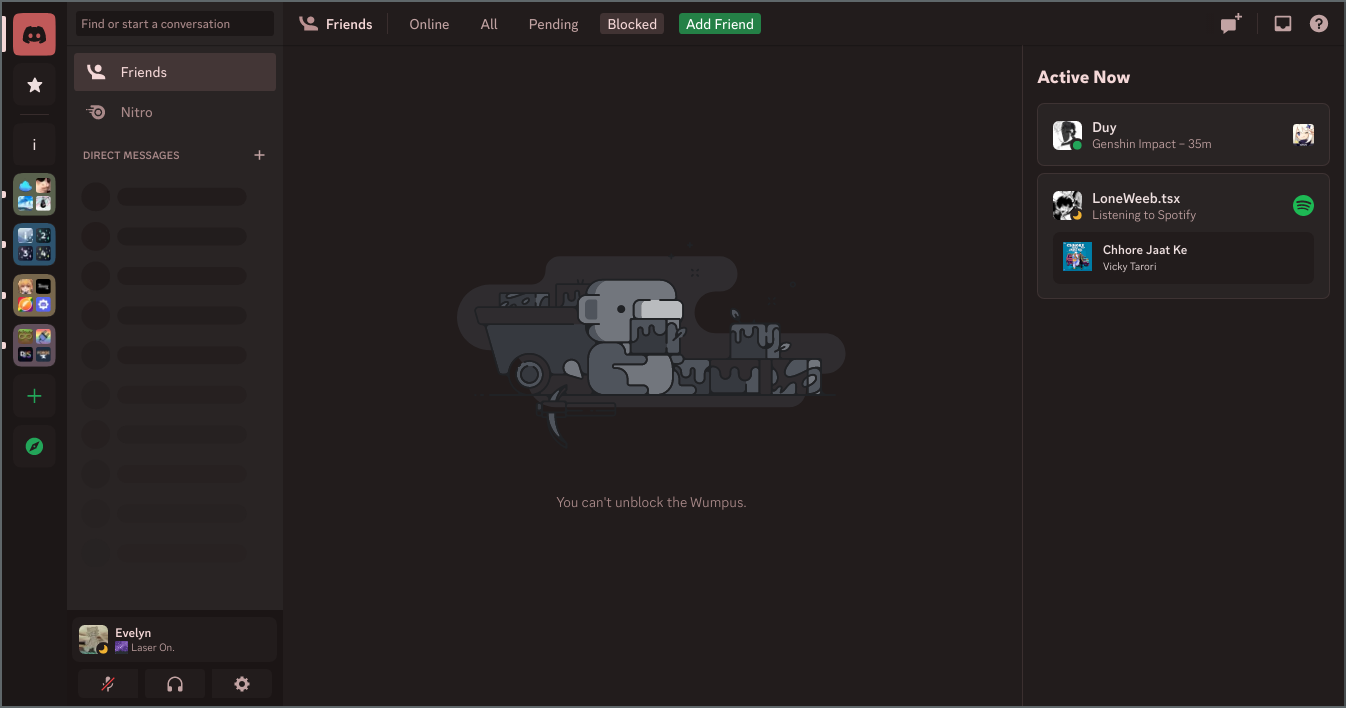 Find or start a conversation
Friends
Online
All
Pending
Blocked
Add Friend
Friends
Nitro
DIRECT MESSAGES
i
You can't unblock the Wumpus.
Active Now
Duy
Genshin Impact – 35m
LoneWeeb.tsx
Listening to Spotify
Chhore Jaat Ke
Vicky Tarori
Evelyn
Laser On.